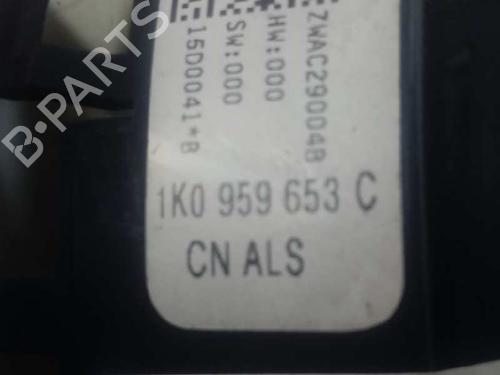 ZWAC29004B
HW:000
SW:000
15D0041*B
1K0 959 653 C
CN ALS
B-PARTS